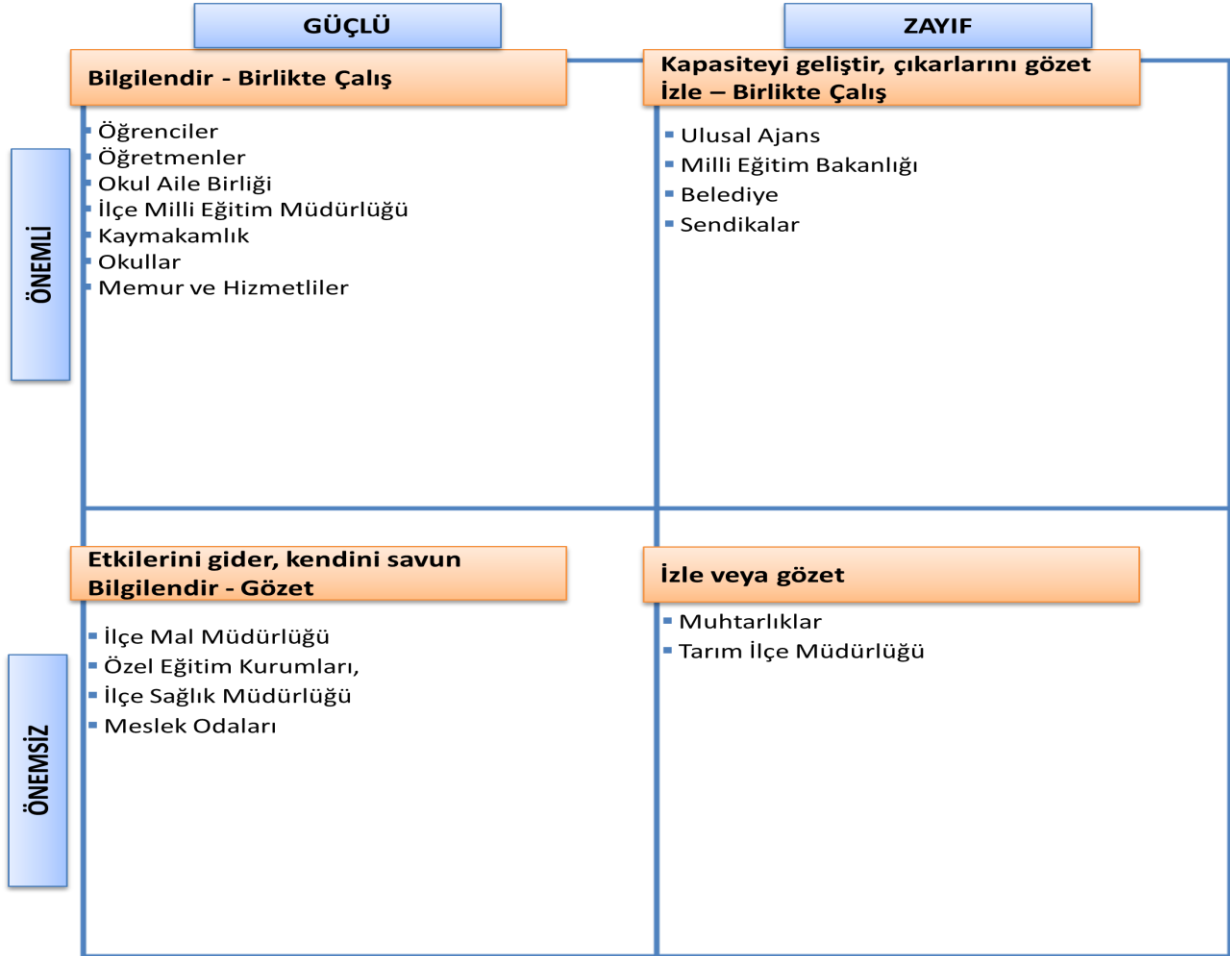 GÜÇLÜ
ZAYIF
ÖNEMLİ
Bilgilendir - Birlikte Çalış
Öğrenciler
Öğretmenler
Okul Aile Birliği
İlçe Milli Eğitim Müdürlüğü
Kaymakamlık
Okullar
Memur ve Hizmetliler
Kapasiteyi geliştir, çıkarlarını gözet
İzle – Birlikte Çalış
Ulusal Ajans
Milli Eğitim Bakanlığı
Belediye
Sendikalar
ÖNEMSİZ
Etkilerini gider, kendini savun
Bilgilendir - Gözet
İlçe Mal Müdürlüğü
Özel Eğitim Kurumları,
İlçe Sağlık Müdürlüğü
Meslek Odaları
İzle veya gözet
Muhtarlıklar
Tarım İlçe Müdürlüğü